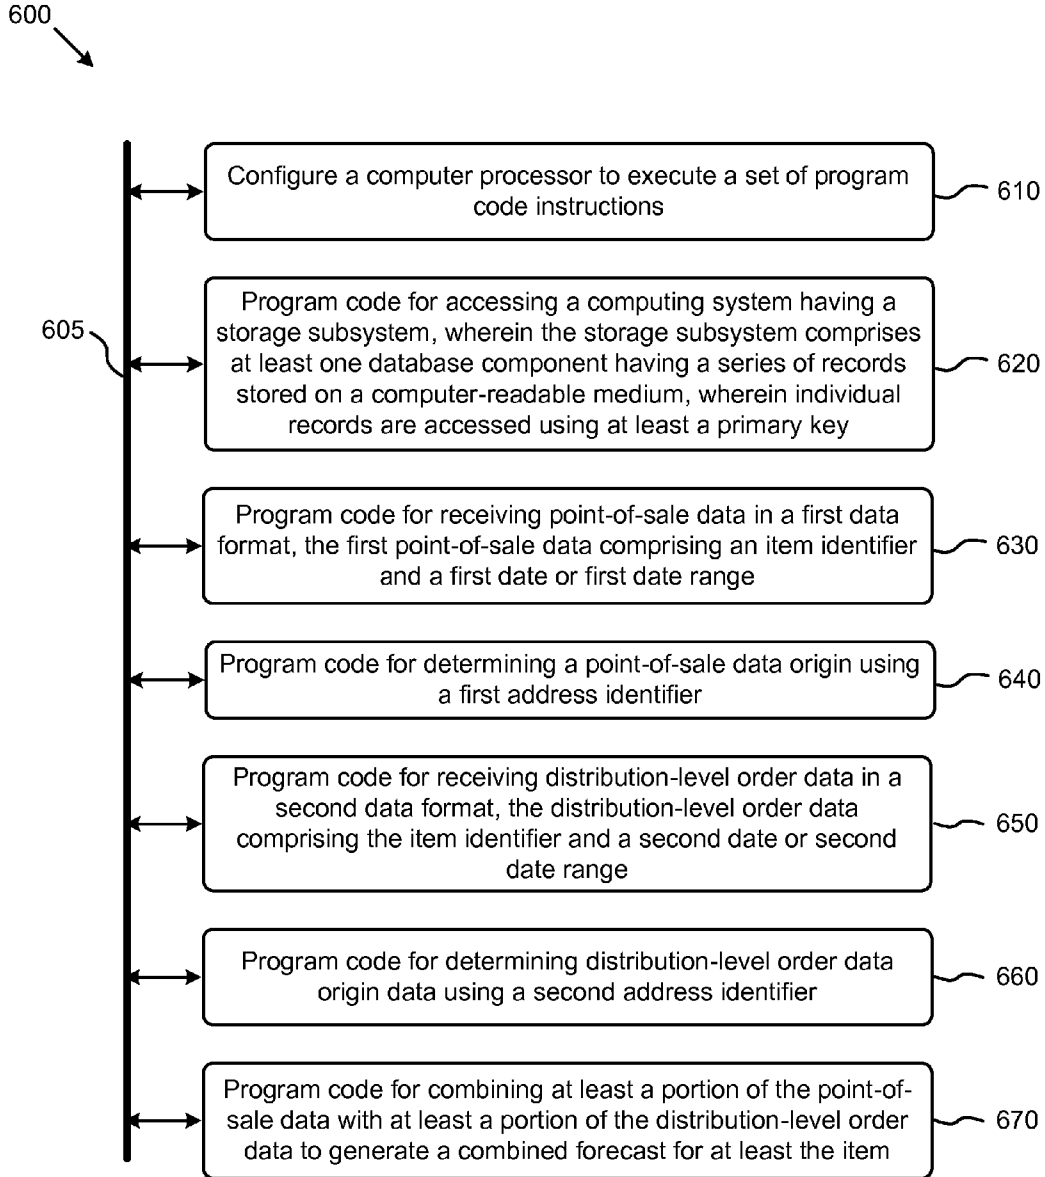 600
Configure a computer processor to execute a set of program
code instructions
610
605
Program code for accessing a computing system having a
storage subsystem, wherein the storage subsystem comprises
at least one database component having a series of records
stored on a computer-readable medium, wherein individual
records are accessed using at least a primary key
620
Program code for receiving point-of-sale data in a first data
format, the first point-of-sale data comprising an item identifier
and a first date or first date range
630
Program code for determining a point-of-sale data origin using
a first address identifier
640
Program code for receiving distribution-level order data in a
second data format, the distribution-level order data
comprising the item identifier and a second date or second
date range
650
Program code for determining distribution-level order data
origin data using a second address identifier
660
Program code for combining at least a portion of the point-of-
sale data with at least a portion of the distribution-level order
data to generate a combined forecast for at least the item
670